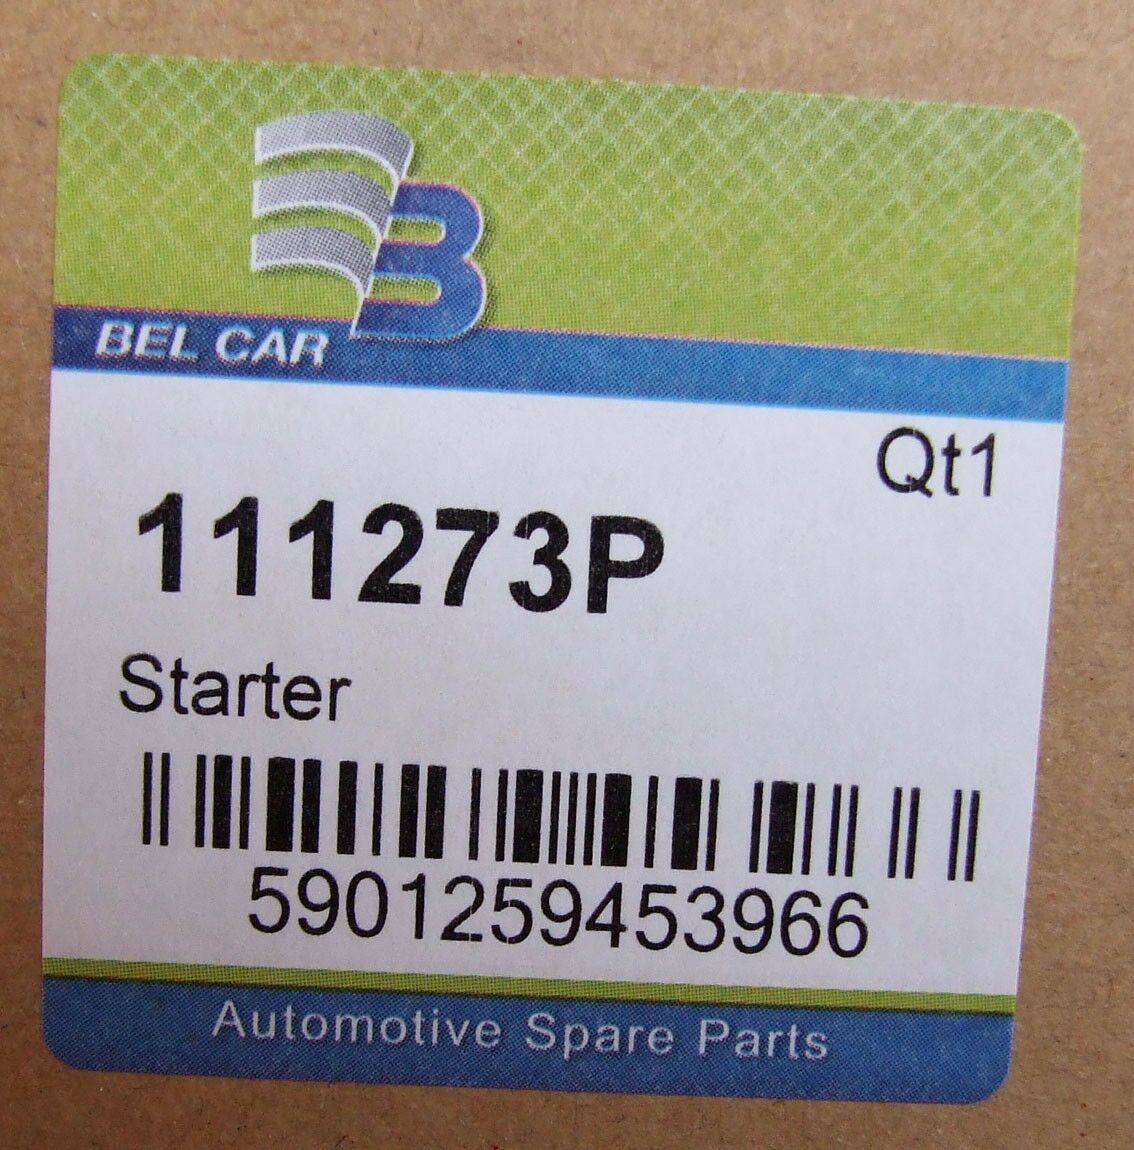 B
BEL CAR
Qt1
111273P
Starter
5901259453966
Automotive Spare Parts